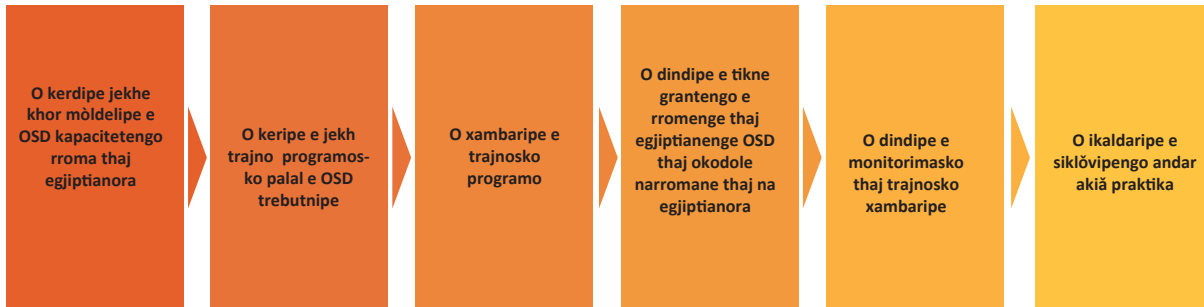 O kerdipe jekhe
khor mòldelipe e
OSD kapacitetengo
rroma thaj
egjiptianora
O keripe e jekh
trajno programos-
ko palal e OSD
trebutnipe
O xambaripe e
trajnosko
programo
O dindipe e tikne
grantengo e
rromenge thaj
egjiptianenge OSD
thaj okodole
narromane thaj na
egjiptianora
O dindipe e
monitorimasko
thaj trajnosko
xambaripe
O ikaldaripe e
siklǒvipengo andar
akiǎ praktika